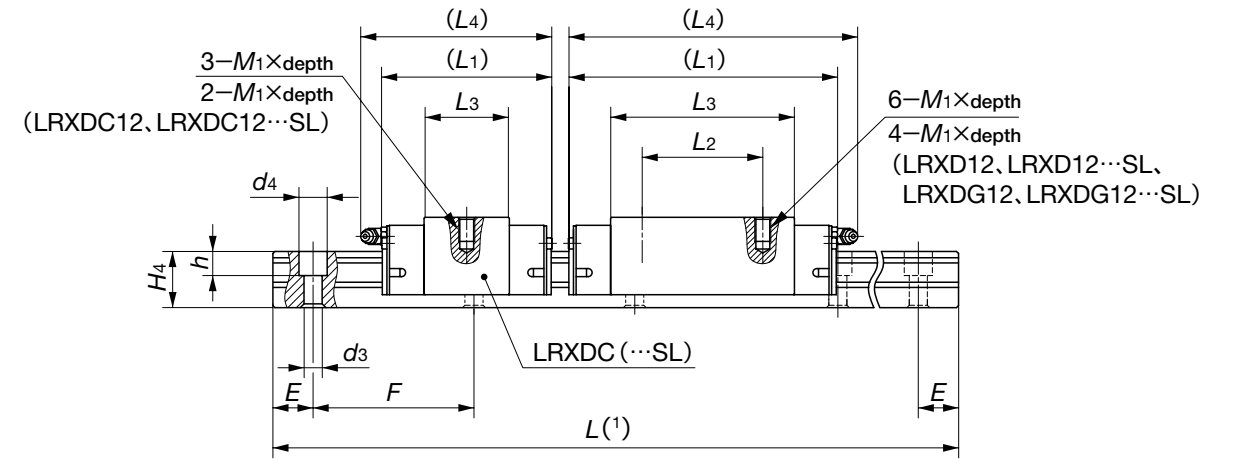 (L4)
(L4)
3−M1×depth
2−M1×depth
(LRXDC12、LRXDC12…SL)
(L1)
(L1)
L3
L3
L2
6−M1×depth
4−M1×depth
(LRXD12、LRXD12…SL、
LRXDG12、LRXDG12…SL)
d4
h
H4
d3
LRXDC(…SL)
E
F
E
L(1)